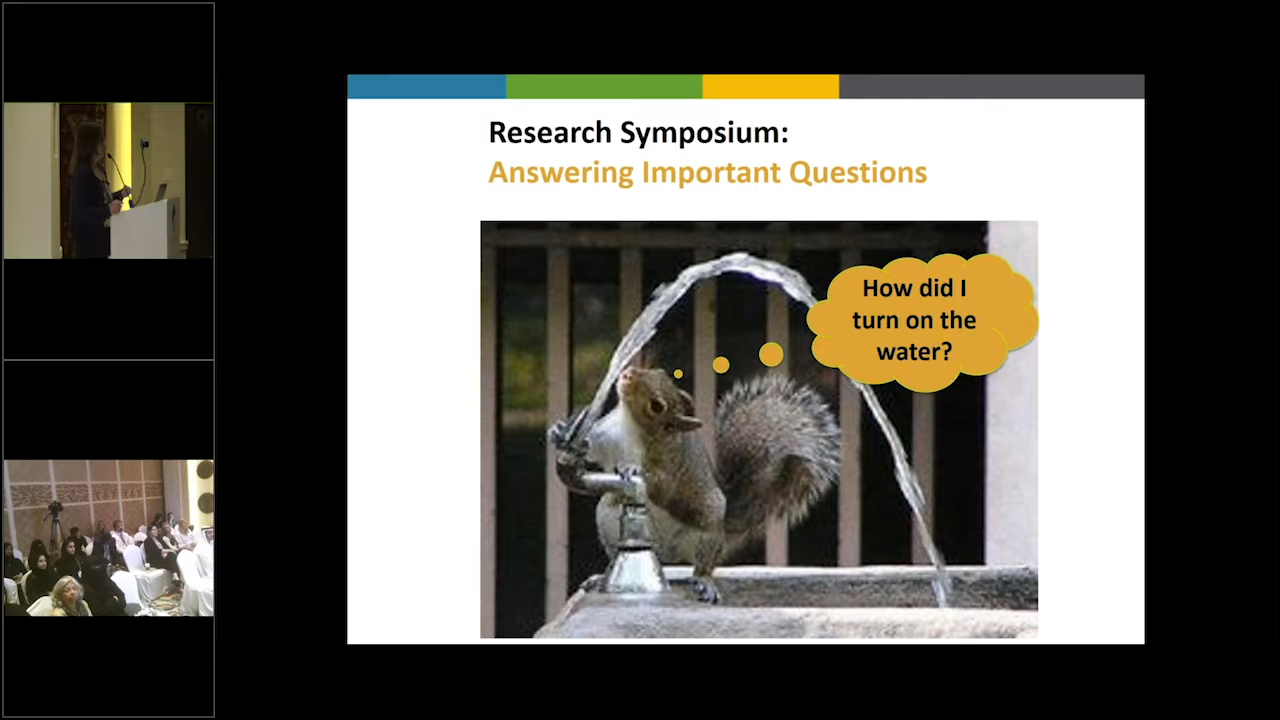 Research Symposium:
Answering Important Questions
How did I
turn on the
water?